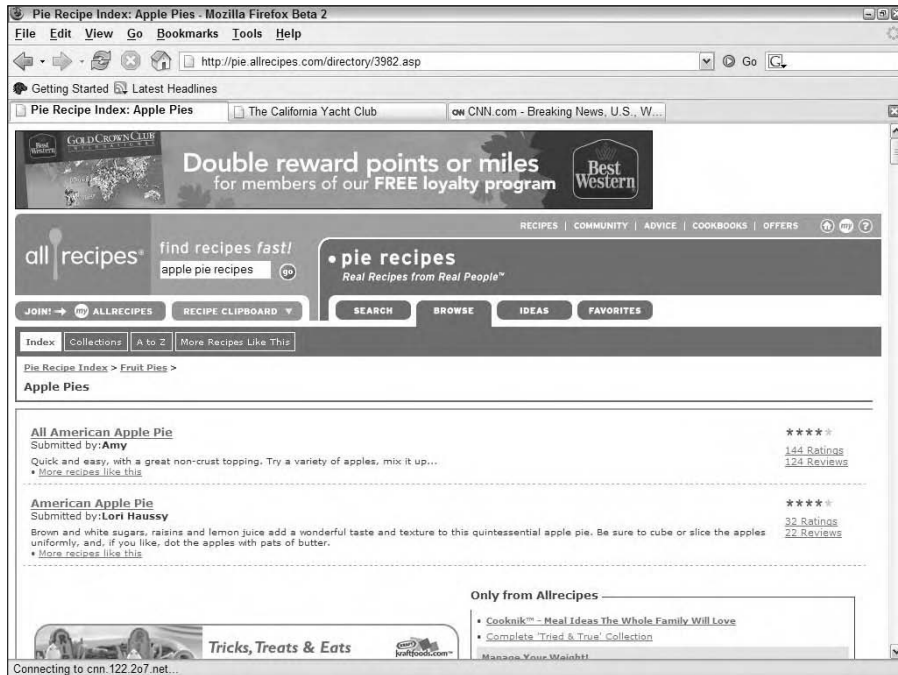 Pie Recipe Index: Apple Pies - Mozilla Firefox Beta 2
File Edit View Go Bookmarks Tools Help
http://pie.allrecipes.com/directory/3982.asp
Go
G
Getting Started Latest Headlines
Pie Recipe Index: Apple Pies
The California Yacht Club
CNN CNN.com - Breaking News, U.S., W...
Best Western
GOLD CROWN CLUB
INTERNATIONAL
Double reward points or miles
for members of our FREE loyalty program
Best Western
RECIPES | COMMUNITY | ADVICE | COOKBOOKS | OFFERS my ?
all recipes
find recipes fast!
apple pie recipes go
• pie recipes
Real Recipes from Real People™
JOIN! → my ALLRECIPES
RECIPE CLIPBOARD ▼
SEARCH BROWSE IDEAS FAVORITES
Index Collections A to Z More Recipes Like This
Pie Recipe Index > Fruit Pies >
Apple Pies
All American Apple Pie
Submitted by:Amy
Quick and easy, with a great non-crust topping. Try a variety of apples, mix it up...
• More recipes like this
144 Ratings
124 Reviews
American Apple Pie
Submitted by:Lori Haussy
Brown and white sugars, raisins and lemon juice add a wonderful taste and texture to this quintessential apple pie. Be sure to cube or slice the apples
uniformly, and, if you like, dot the apples with pats of butter.
• More recipes like this
32 Ratings
22 Reviews
Only from Allrecipes
• Cooknik™ - Meal Ideas The Whole Family Will Love
• Complete 'Tried & True' Collection
Manage Your Weight!
Tricks, Treats & Eats
kraft
kraftfoods.com
Connecting to cnn.122.2o7.net...